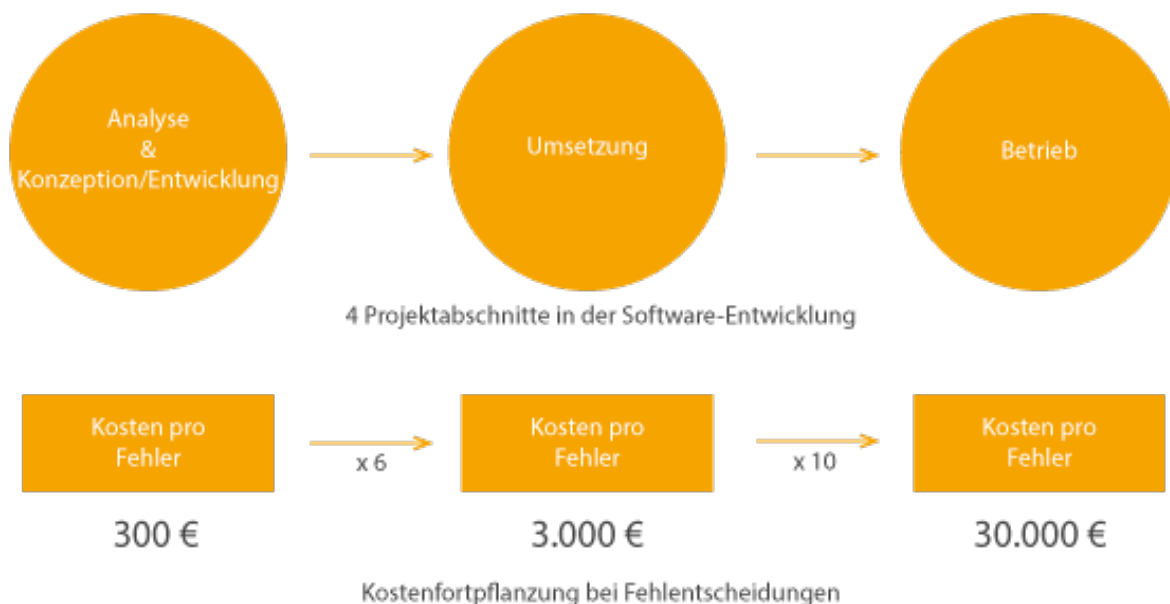 Analyse
&
Konzeption/Entwicklung
Umsetzung
Betrieb
4 Projektabschnitte in der Software-Entwicklung
Kosten pro
Fehler
x 6
Kosten pro
Fehler
x 10
Kosten pro
Fehler
300 €
3.000 €
30.000 €
Kostenfortpflanzung bei Fehlentscheidungen